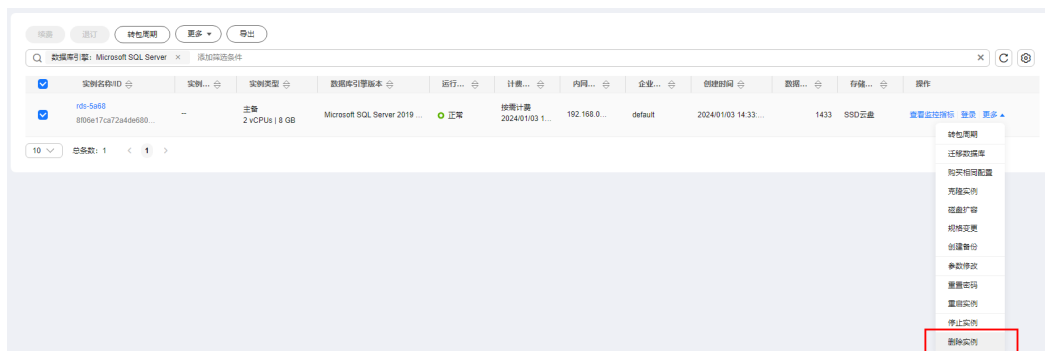 续费 退订 转包周期 更多 导出
数据库引擎: Microsoft SQL Server × 添加筛选条件
实例名称/ID 实例... 实例类型 数据库引擎版本 运行... 计费... 内网... 企业... 创建时间 数据... 存储... 操作
rds-5a68 -- 主备 Microsoft SQL Server 2019 ... 正常 按需计费 192.168.0... default 2024/01/03 14:33:... 1433 SSD云盘 查看监控指标 登录 更多
8f06e17ca72a4de680... 2 vCPUs | 8 GB 2024/01/03 1...
10 总条数: 1 < 1 >
转包周期
迁移数据库
购买相同配置
克隆实例
磁盘扩容
规格变更
创建备份
参数修改
重置密码
重启实例
停止实例
删除实例